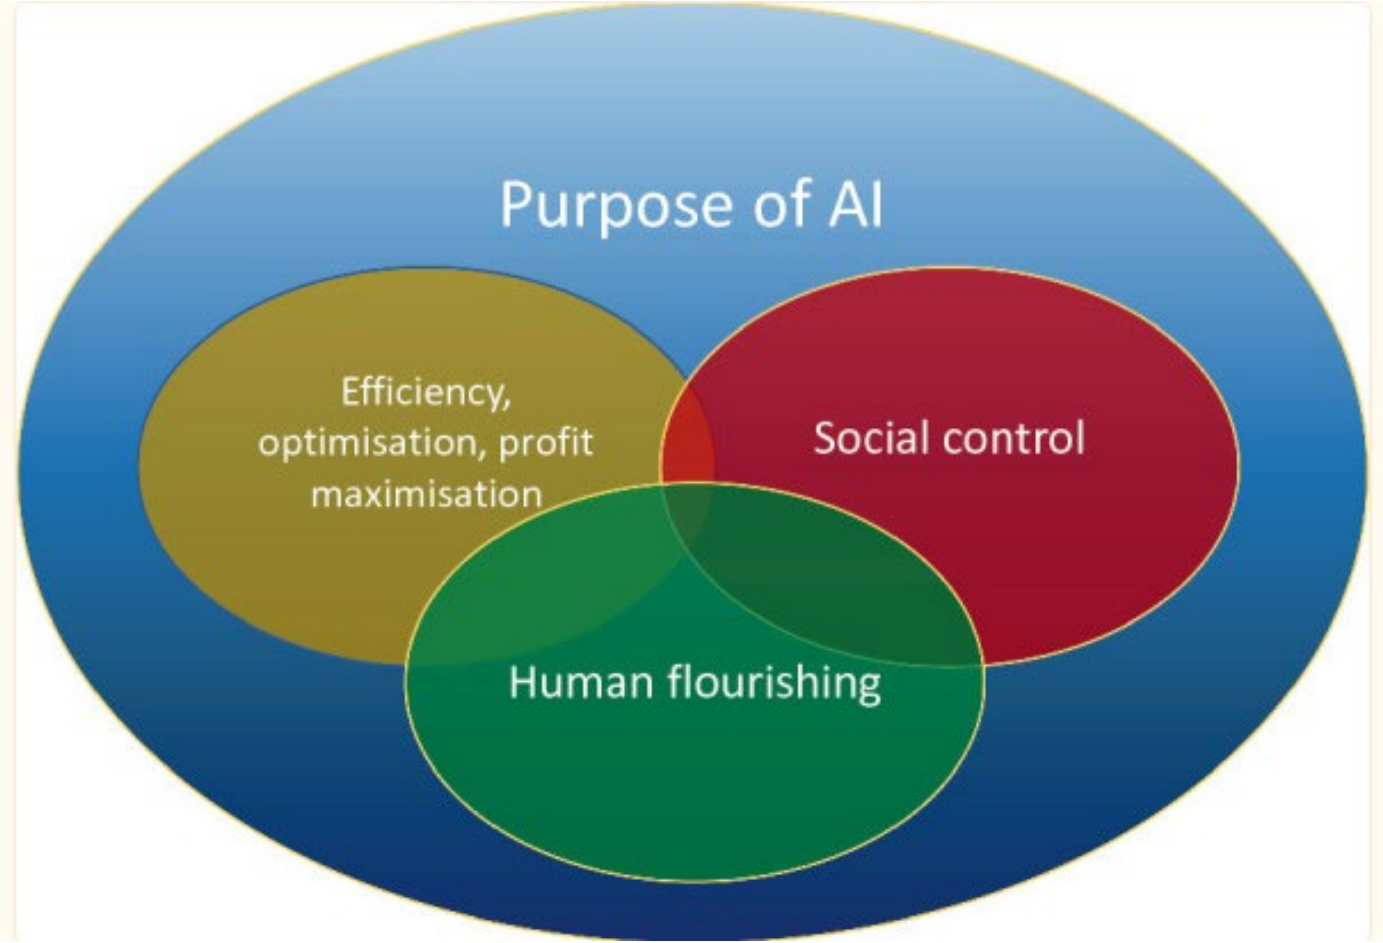 Purpose of AI
Efficiency,
optimisation, profit
maximisation
Social control
Human flourishing